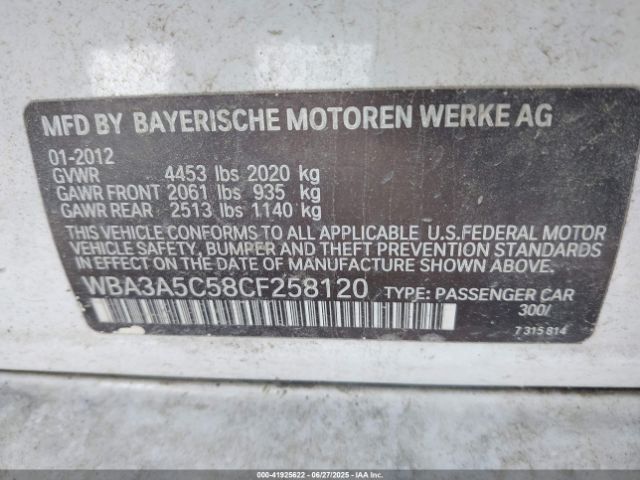 MFD BY BAYERISCHE MOTOREN WERKE AG
01-2012
GVWR 4453 lbs 2020 kg
GAWR FRONT 2061 lbs 935 kg
GAWR REAR 2513 lbs 1140 kg
THIS VEHICLE CONFORMS TO ALL APPLICABLE U.S.FEDERAL MOTOR
VEHICLE SAFETY, BUMPER AND THEFT PREVENTION STANDARDS
IN EFFECT ON THE DATE OF MANUFACTURE SHOWN ABOVE.
WBA3A5C58CF258120 TYPE: PASSENGER CAR
300/
7 315 814
000-41925622 - 06/27/2025 - IAAI.COM